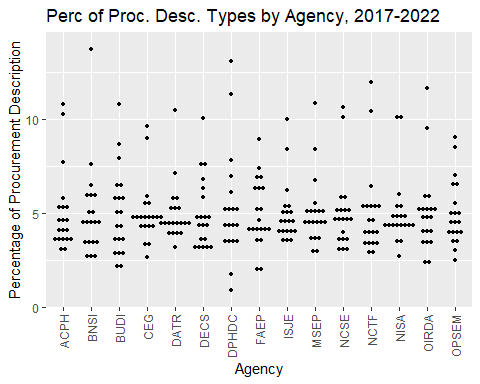 Perc of Proc. Desc. Types by Agency, 2017-2022
Percentage of Procurement Description
10
5
0
ACPH BNSI BUDI CEG DATR DECS DPHDC FAEP ISJE MSEP NCSE NCTF NISA OIRDA OPSEM
Agency